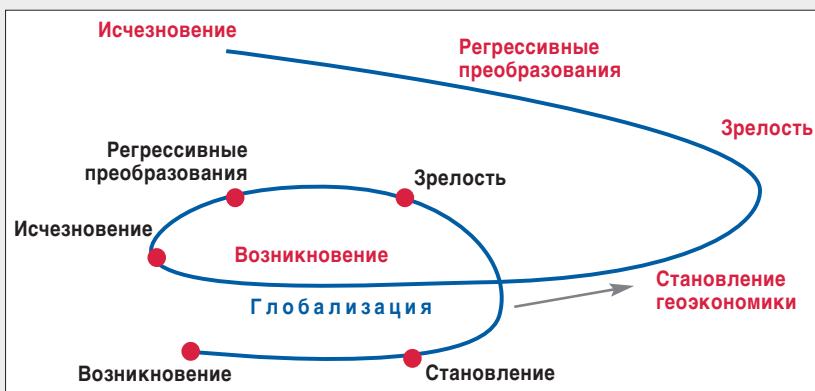 Исчезновение
Регрессивные
преобразования
Зрелость
Регрессивные
преобразования
Зрелость
Исчезновение
Возникновение
Становление
геоэкономики
Глобализация
Возникновение
Становление